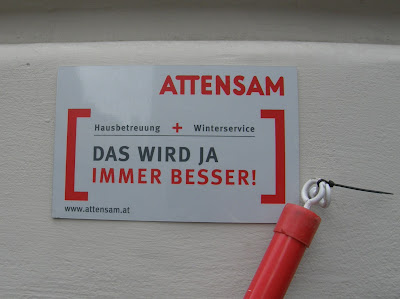 ATTENSAM
Hausbetreuung + Winterservice
DAS WIRD JA
IMMER BESSER!
www.attensam.at